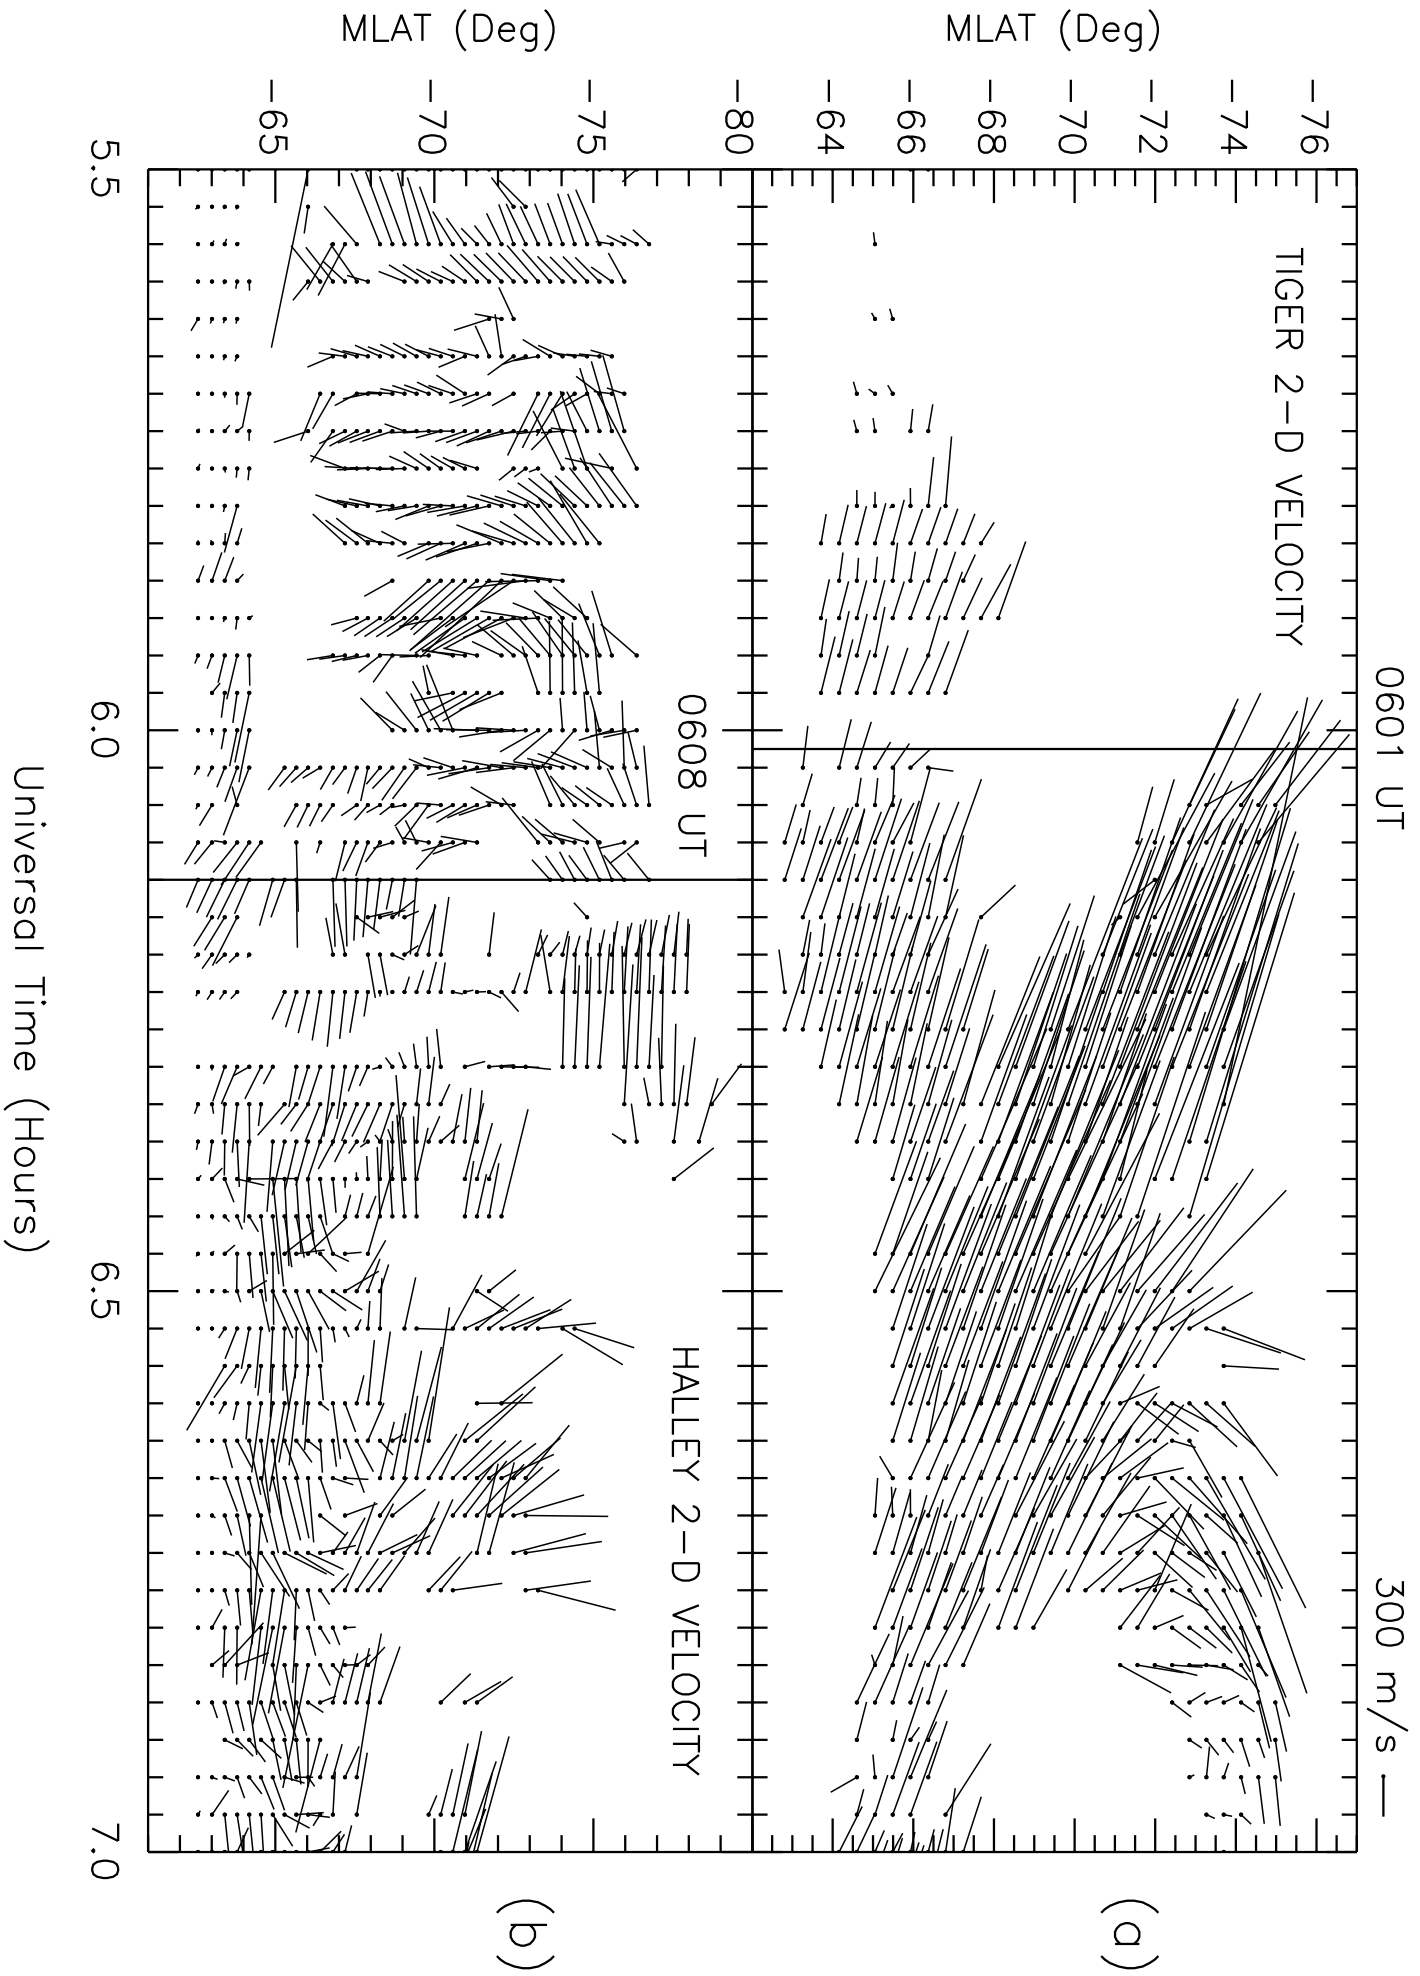 0601 UT
300 m/s
(a)
TIGER 2-D VELOCITY
MLAT (Deg)
-76
-74
-72
-70
-68
-66
-64
(b)
0608 UT
HALLEY 2-D VELOCITY
MLAT (Deg)
-80
-75
-70
-65
5.5
6.0
6.5
7.0
Universal Time (Hours)